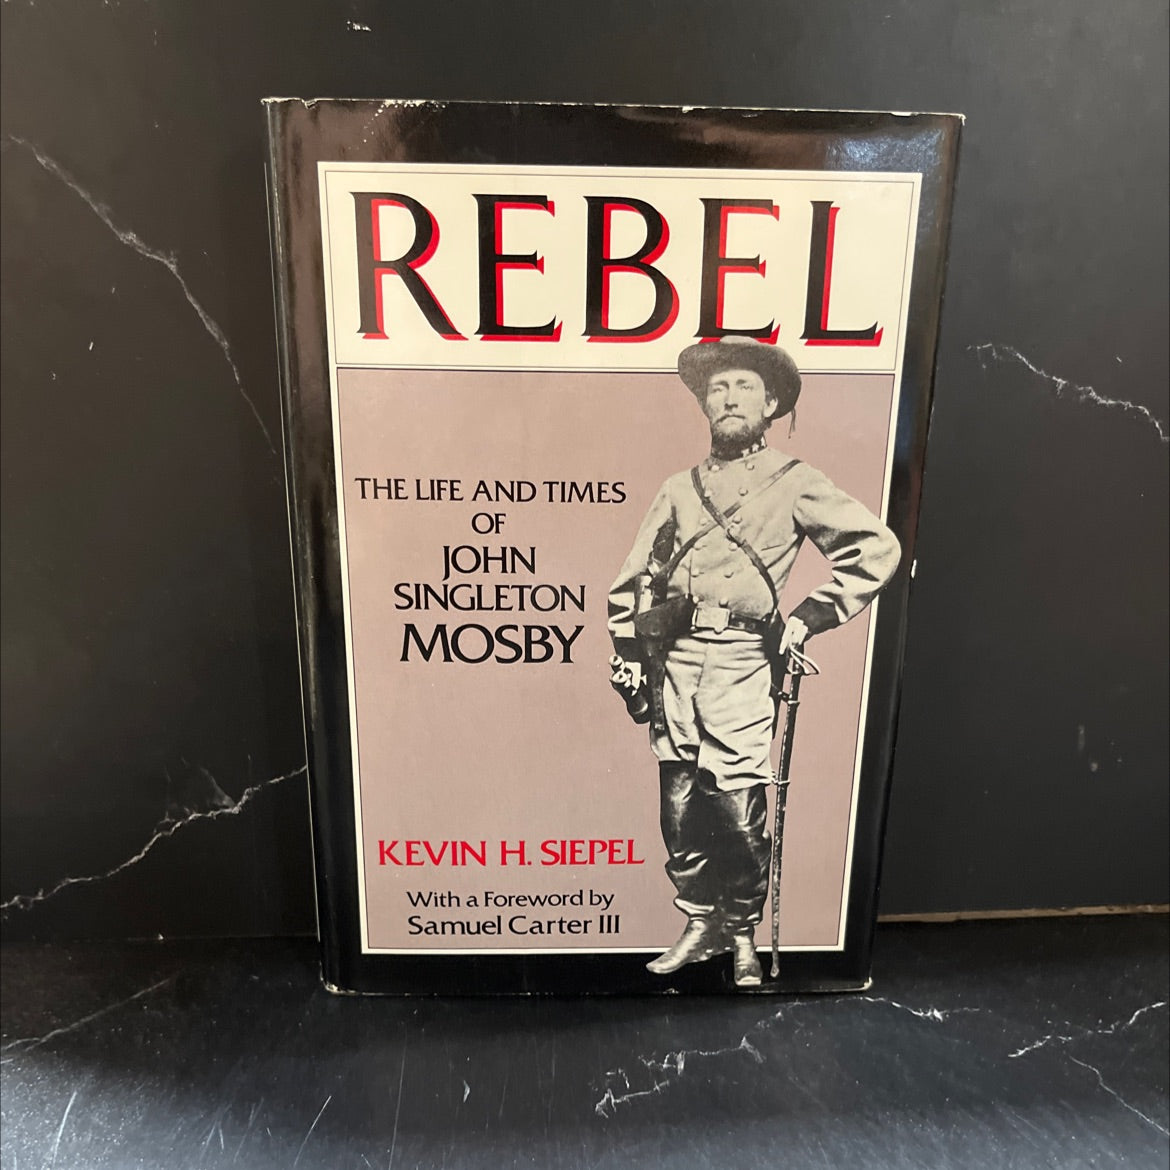 REBEL
THE LIFE AND TIMES
OF
JOHN
SINGLETON
MOSBY
KEVIN H. SIEPEL
With a Foreword by
Samuel Carter III